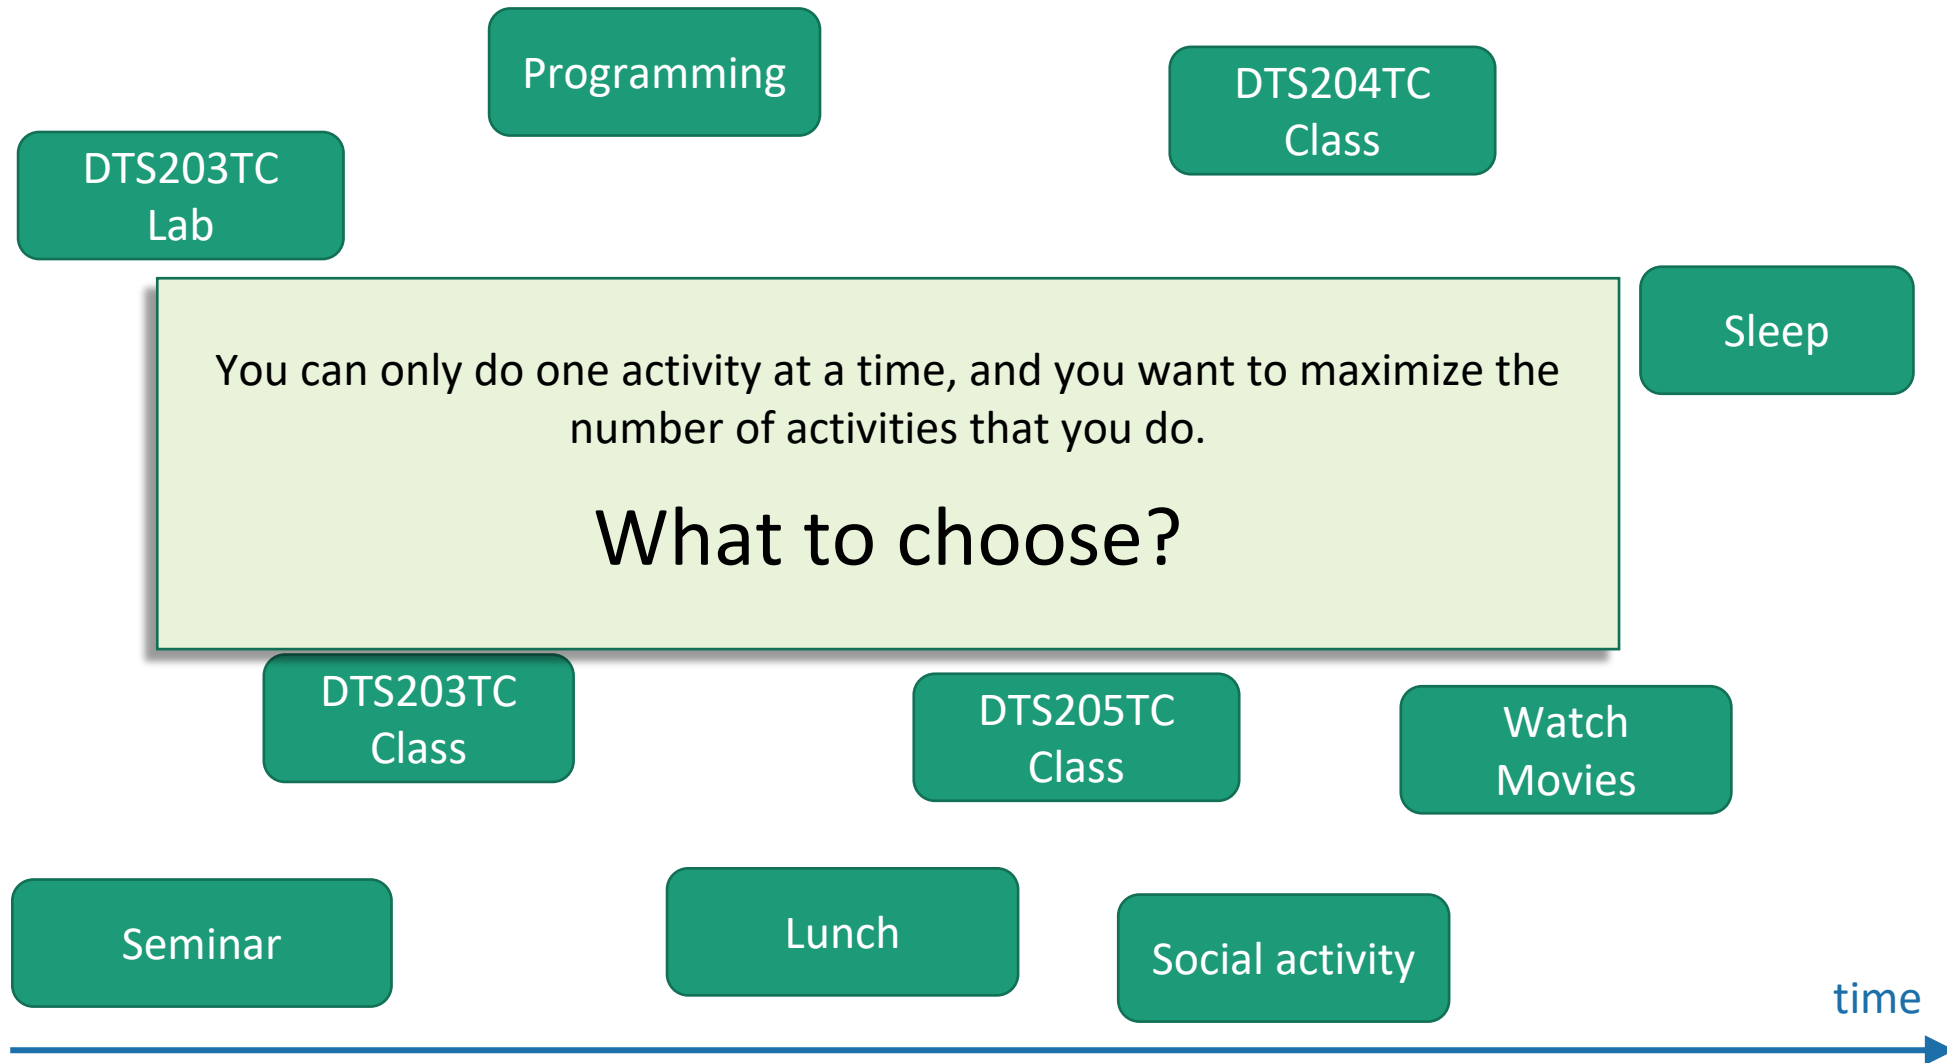 Programming
DTS204TC
Class
DTS203TC
Lab
Sleep
You can only do one activity at a time, and you want to maximize the
number of activities that you do.
What to choose?
DTS203TC
Class
DTS205TC
Class
Watch
Movies
Seminar
Lunch
Social activity
time